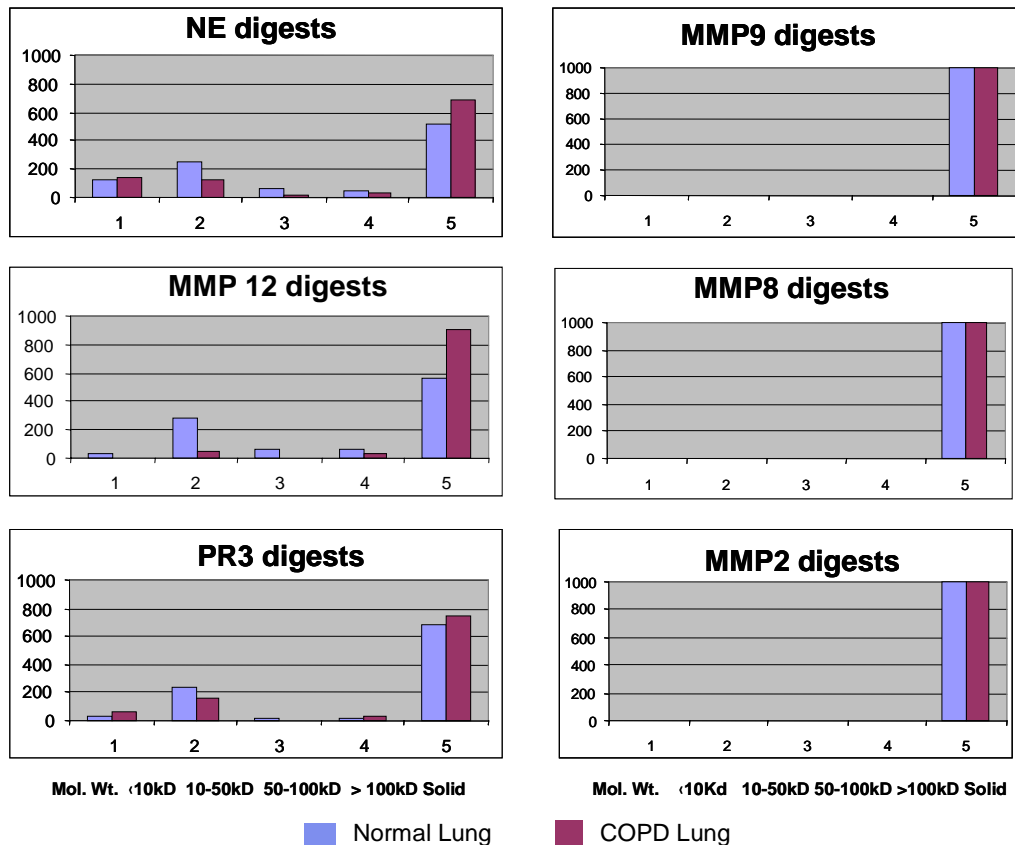 NE digests
1000
800
600
400
200
0
1 2 3 4 5
MMP9 digests
1000
800
600
400
200
0
1 2 3 4 5
MMP 12 digests
1000
800
600
400
200
0
1 2 3 4 5
MMP8 digests
1000
800
600
400
200
0
1 2 3 4 5
PR3 digests
1000
800
600
400
200
0
1 2 3 4 5
MMP2 digests
1000
800
600
400
200
0
1 2 3 4 5
Mol. Wt. ‹10kD 10-50kD 50-100kD > 100kD Solid
Mol. Wt. ‹10Kd 10-50kD 50-100kD >100kD Solid
Normal Lung COPD Lung